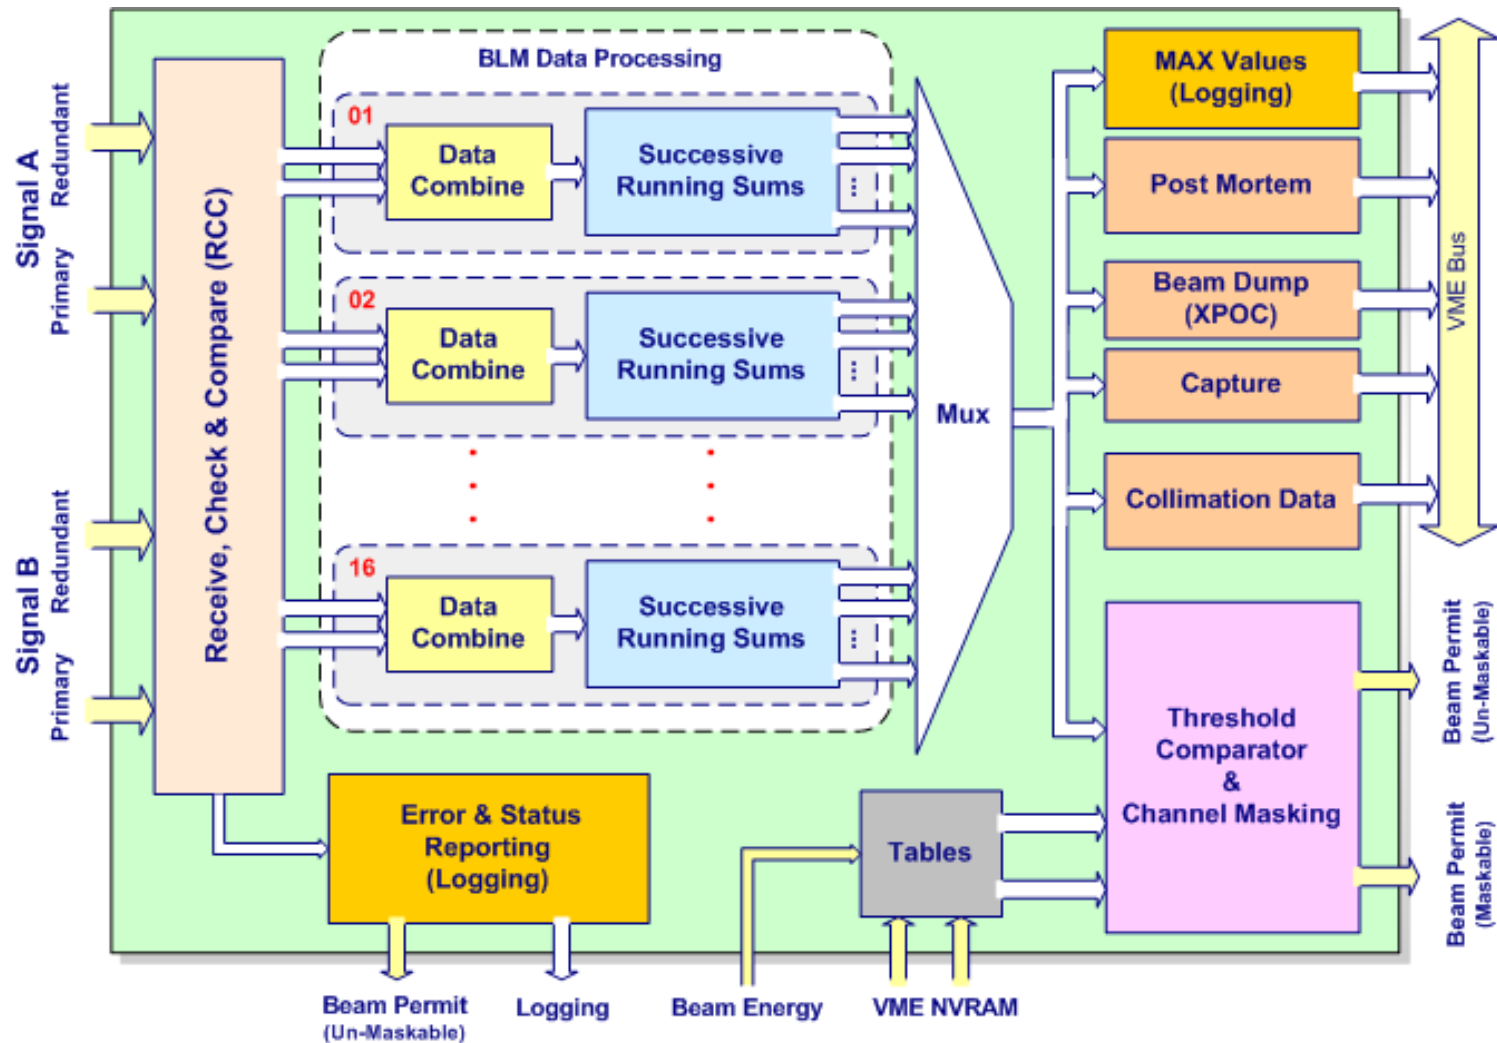 BLM Data Processing
Signal A
Redundant
Primary
Signal B
Redundant
Primary
Receive, Check & Compare (RCC)
01
Data
Combine
Successive
Running Sums
...
02
Data
Combine
Successive
Running Sums
...
16
Data
Combine
Successive
Running Sums
...
Mux
MAX Values
(Logging)
Post Mortem
Beam Dump
(XPOC)
Capture
Collimation Data
VME Bus
Threshold
Comparator
&
Channel Masking
Beam Permit
(Un-Maskable)
Beam Permit
(Maskable)
Error & Status
Reporting
(Logging)
Tables
Beam Permit
(Un-Maskable)
Logging
Beam Energy
VME NVRAM